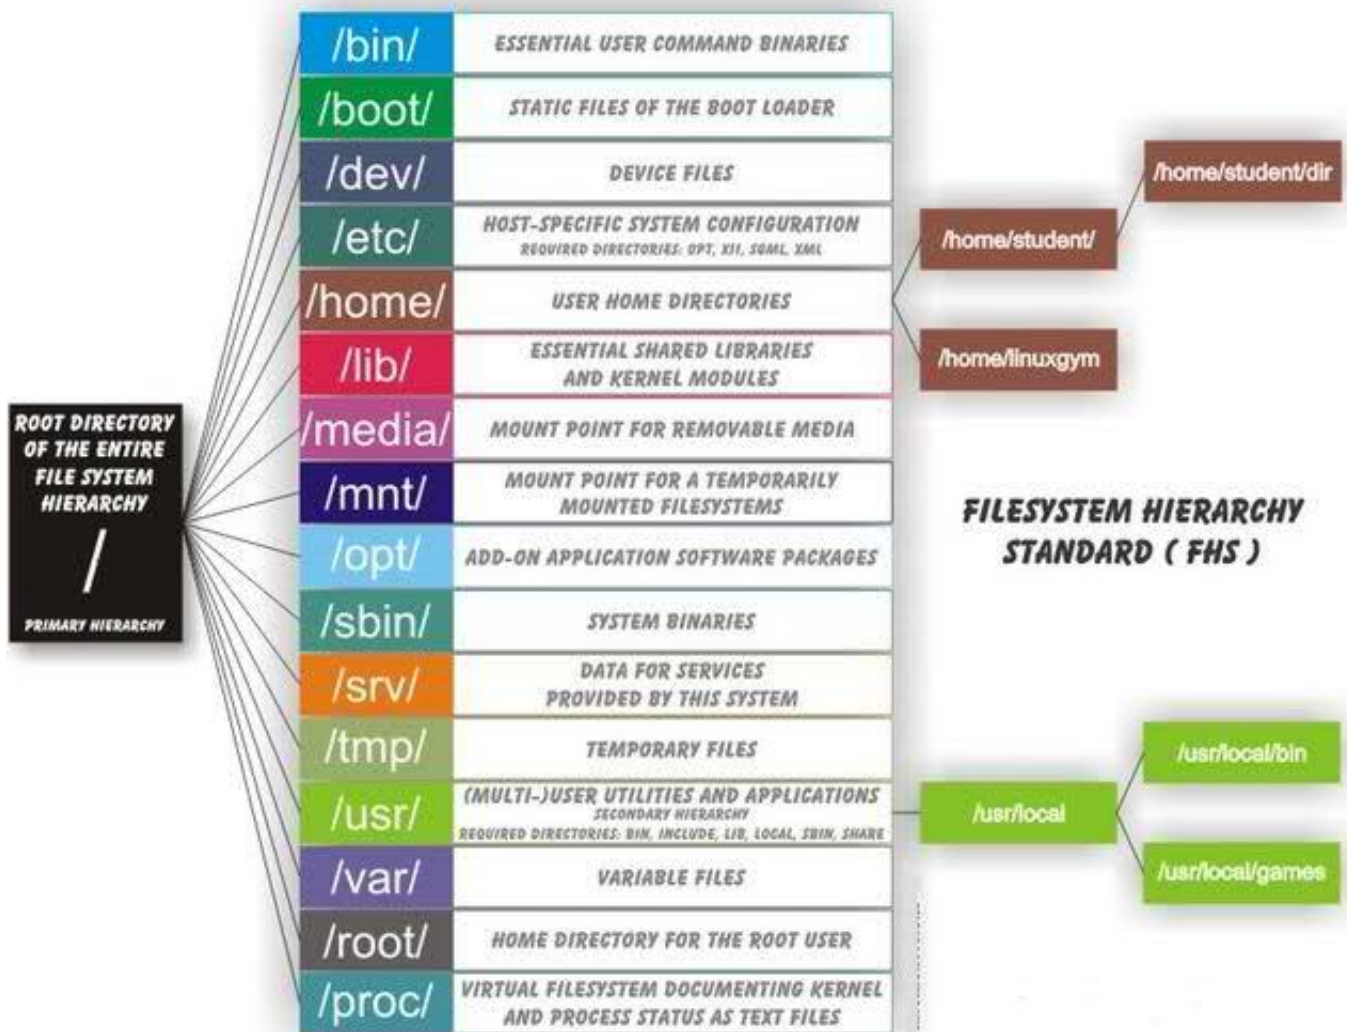 ROOT DIRECTORY
OF THE ENTIRE
FILE SYSTEM
HIERARCHY
/
PRIMARY HIERARCHY
/bin/
ESSENTIAL USER COMMAND BINARIES
/boot/
STATIC FILES OF THE BOOT LOADER
/dev/
DEVICE FILES
/etc/
HOST-SPECIFIC SYSTEM CONFIGURATION
REQUIRED DIRECTORIES: OPT, XII, SGML, XML
/home/
USER HOME DIRECTORIES
/lib/
ESSENTIAL SHARED LIBRARIES
AND KERNEL MODULES
/media/
MOUNT POINT FOR REMOVABLE MEDIA
/mnt/
MOUNT POINT FOR A TEMPORARILY
MOUNTED FILESYSTEMS
/opt/
ADD-ON APPLICATION SOFTWARE PACKAGES
/sbin/
SYSTEM BINARIES
/srv/
DATA FOR SERVICES
PROVIDED BY THIS SYSTEM
/tmp/
TEMPORARY FILES
/usr/
(MULTI-)USER UTILITIES AND APPLICATIONS
SECONDARY HIERARCHY
REQUIRED DIRECTORIES: BIN, INCLUDE, LIB, LOCAL, SBIN, SHARE
/var/
VARIABLE FILES
/root/
HOME DIRECTORY FOR THE ROOT USER
/proc/
VIRTUAL FILESYSTEM DOCUMENTING KERNEL
AND PROCESS STATUS AS TEXT FILES
/home/student/
/home/student/dir
/home/linuxgym
FILESYSTEM HIERARCHY
STANDARD ( FHS )
/usr/local
/usr/local/bin
/usr/local/games